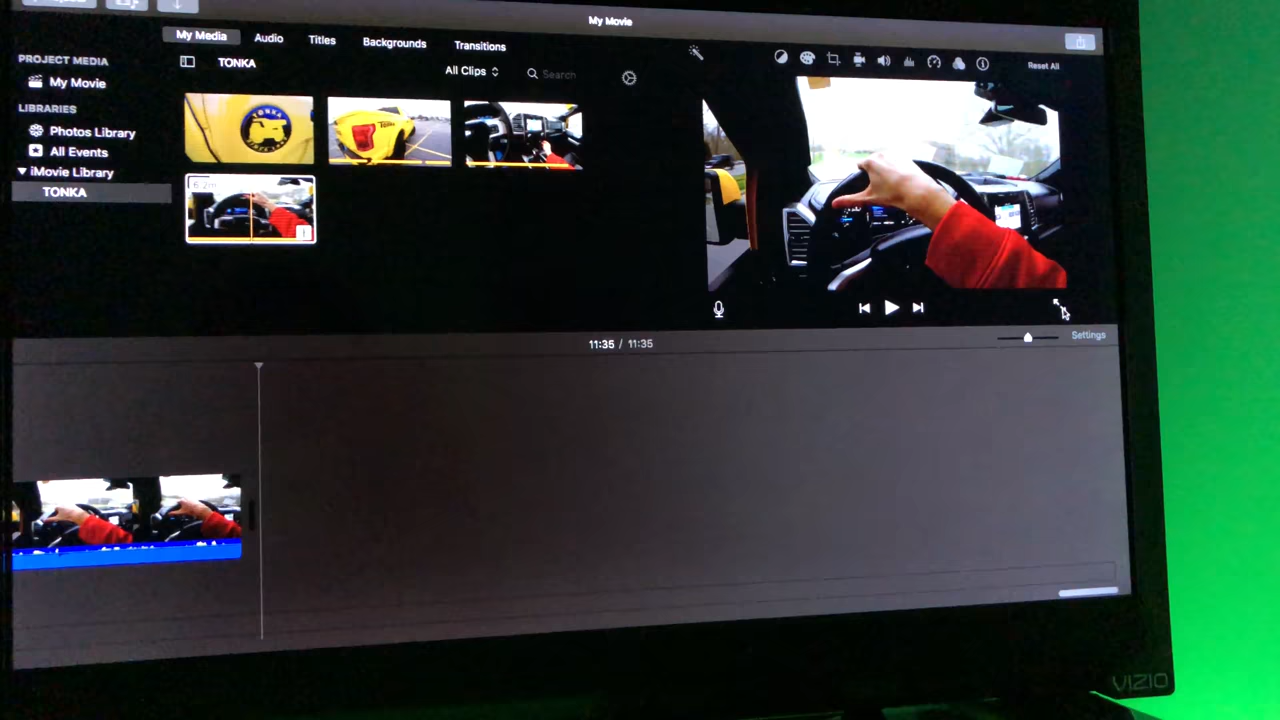 My Movie
My Media
Audio
Titles
Backgrounds
Transitions
PROJECT MEDIA
My Movie
TONKA
All Clips
Search
Reset All
LIBRARIES
Photos Library
All Events
iMovie Library
TONKA
TONKA
11:35 / 11:35
Settings
VIZIO